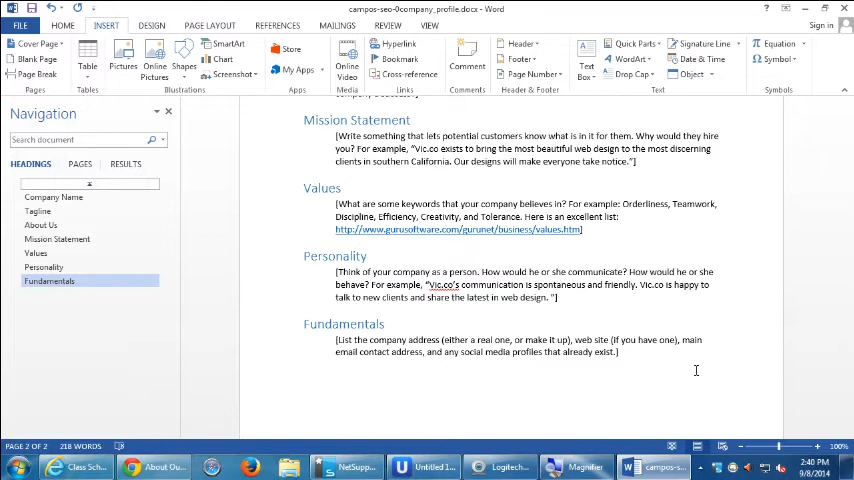 campos-seo-0company_profile.docx - Word
FILE HOME INSERT DESIGN PAGE LAYOUT REFERENCES MAILINGS REVIEW VIEW Sign in
Cover Page
Blank Page
Page Break
Pages
Table
Tables
Pictures
Online Pictures
Shapes
SmartArt
Chart
Screenshot
Illustrations
Store
My Apps
Apps
Online Video
Media
Hyperlink
Bookmark
Cross-reference
Links
Comment
Comments
Header
Footer
Page Number
Header & Footer
Text Box
Quick Parts
WordArt
Drop Cap
Signature Line
Date & Time
Object
Text
Equation
Symbol
Symbols
Navigation
Search document
HEADINGS PAGES RESULTS
Company Name
Tagline
About Us
Mission Statement
Values
Personality
Fundamentals
Mission Statement
[Write something that lets potential customers know what is in it for them. Why would they hire
you? For example, “Vic.co exists to bring the most beautiful web design to the most discerning
clients in southern California. Our designs will make everyone take notice.”]
Values
[What are some keywords that your company believes in? For example: Orderliness, Teamwork,
Discipline, Efficiency, Creativity, and Tolerance. Here is an excellent list:
http://www.gurusoftware.com/gurunet/business/values.htm]
Personality
[Think of your company as a person. How would he or she communicate? How would he or she
behave? For example, “Vic.co’s communication is spontaneous and friendly. Vic.co is happy to
talk to new clients and share the latest in web design. “]
Fundamentals
[List the company address (either a real one, or make it up), web site (if you have one), main
email contact address, and any social media profiles that already exist.]
PAGE 2 OF 2 218 WORDS 100%
Class Sch... About Ou... NetSupp... Untitled 1... Logitech... Magnifier campos-s... 2:40 PM
9/8/2014